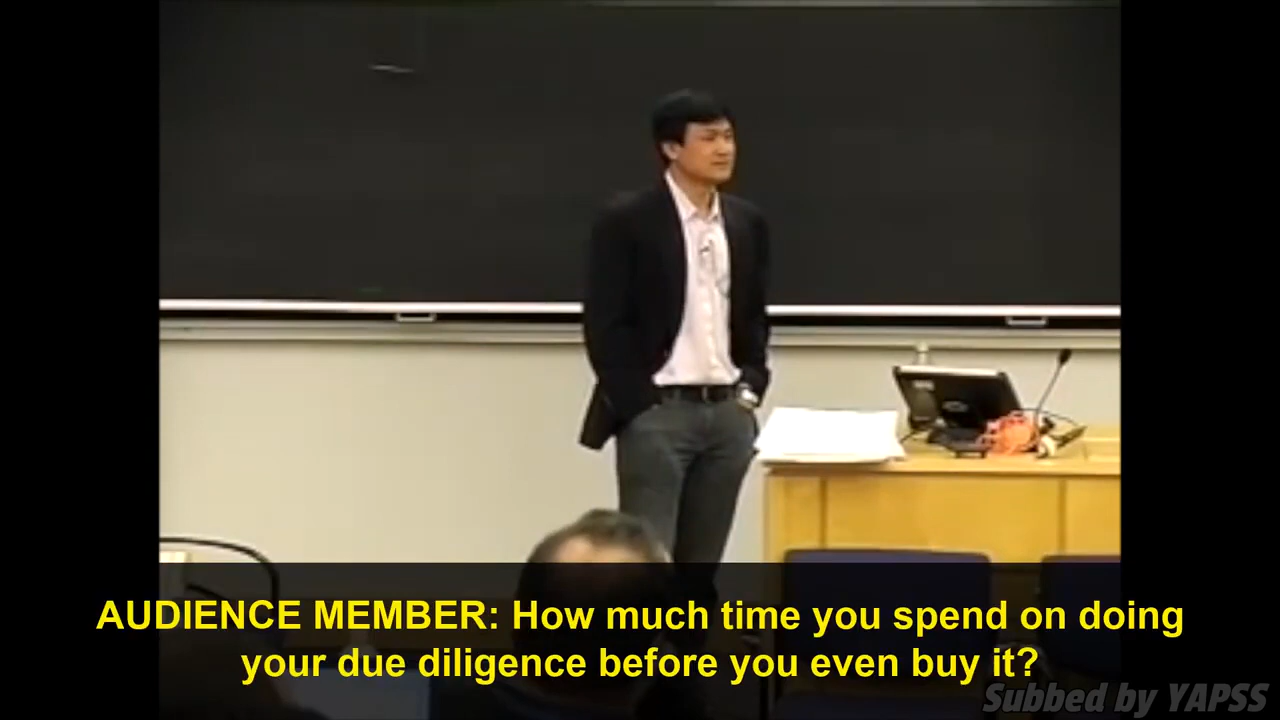 AUDIENCE MEMBER: How much time you spend on doing
your due diligence before you even buy it?
Subbed by YAPSS